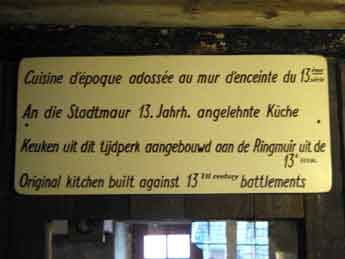 Cuisine d'époque adossée au mur d'enceinte du 13ème siècle
An die Stadtmaur 13. Jahrh. angelehnte Küche
Keuken uit dit tijdperk aangebouwd aan de Ringmuir uit de
13e eeuw.
Original kitchen built against 13 TH century battlements